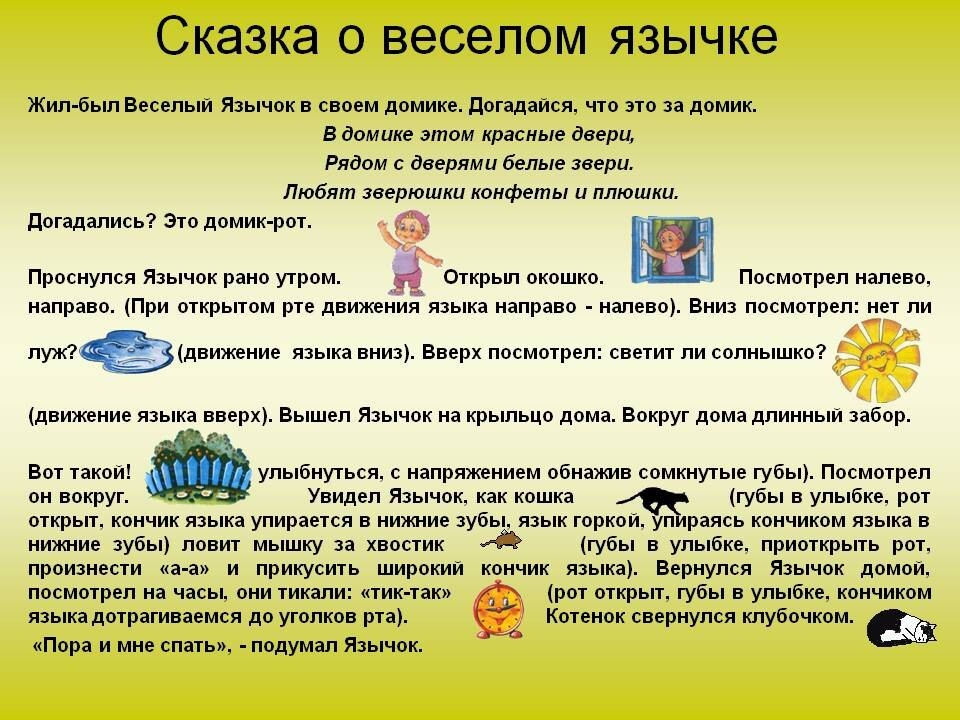 Сказка о веселом язычке
Жил-был Веселый Язычок в своем домике. Догадайся, что это за домик.
В домике этом красные двери,
Рядом с дверями белые звери.
Любят зверюшки конфеты и плюшки.
Догадались? Это домик-рот.
Проснулся Язычок рано утром. Открыл окошко. Посмотрел налево,
направо. (При открытом рте движения языка направо - налево). Вниз посмотрел: нет ли
луж? (движение языка вниз). Вверх посмотрел: светит ли солнышко?
(движение языка вверх). Вышел Язычок на крыльцо дома. Вокруг дома длинный забор.
Вот такой! улыбнуться, с напряжением обнажив сомкнутые губы). Посмотрел
он вокруг. Увидел Язычок, как кошка (губы в улыбке, рот
открыт, кончик языка упирается в нижние зубы, язык горкой, упираясь кончиком языка в
нижние зубы) ловит мышку за хвостик (губы в улыбке, приоткрыть рот,
произнести «а-а» и прикусить широкий кончик языка). Вернулся Язычок домой,
посмотрел на часы, они тикали: «тик-так» (рот открыт, губы в улыбке, кончиком
языка дотрагиваемся до уголков рта). Котенок свернулся клубочком.
«Пора и мне спать», - подумал Язычок.